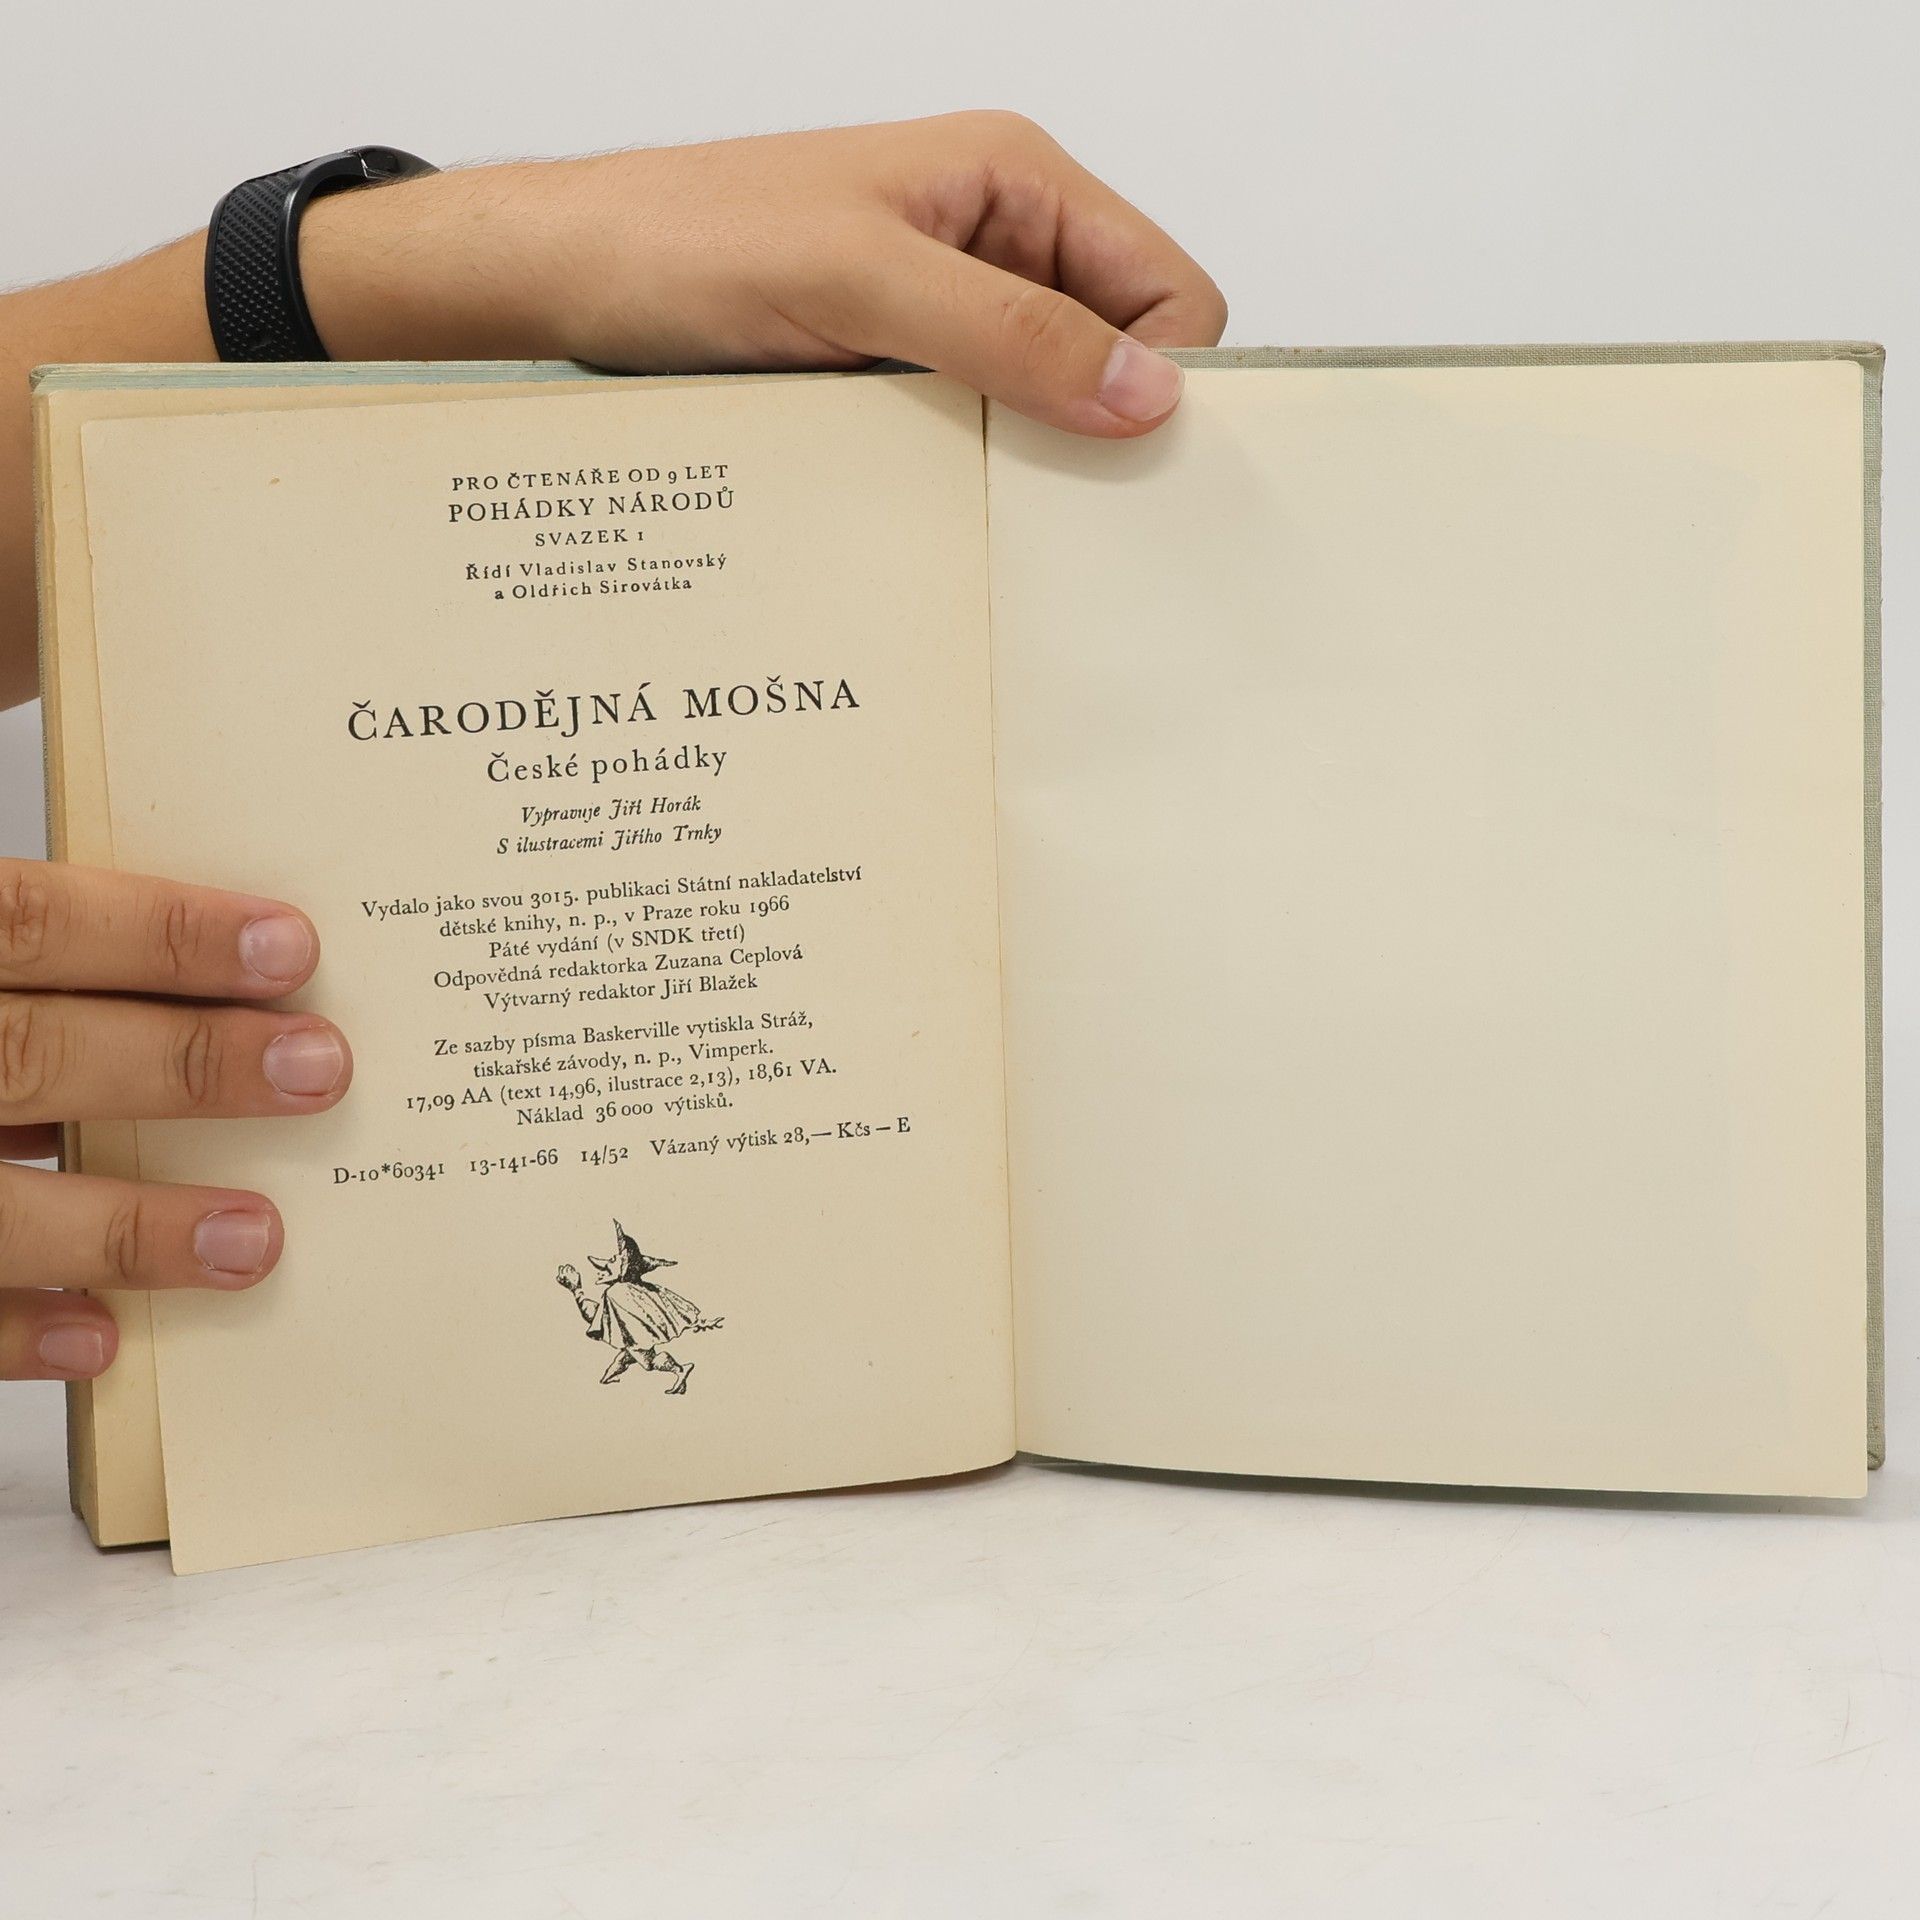 PRO ČTENÁŘE OD 9 LET
POHÁDKY NÁRODŮ
SVAZEK 1
Řídí Vladislav Stanovský
a Oldřich Sirovátka
ČARODĚJNÁ MOŠNA
České pohádky
Vypravuje Jiří Horák
S ilustracemi Jiřího Trnky
Vydalo jako svou 3015. publikaci Státní nakladatelství
dětské knihy, n. p., v Praze roku 1966
Páté vydání (v SNDK třetí)
Odpovědná redaktorka Zuzana Ceplová
Výtvarný redaktor Jiří Blažek
Ze sazby písma Baskerville vytiskla Stráž,
tiskařské závody, n. p., Vimperk.
17,09 AA (text 14,96, ilustrace 2,13), 18,61 VA.
Náklad 36 000 výtisků.
D-10*60341 13-141-66 14/52 Vázaný výtisk 28,— Kčs — E